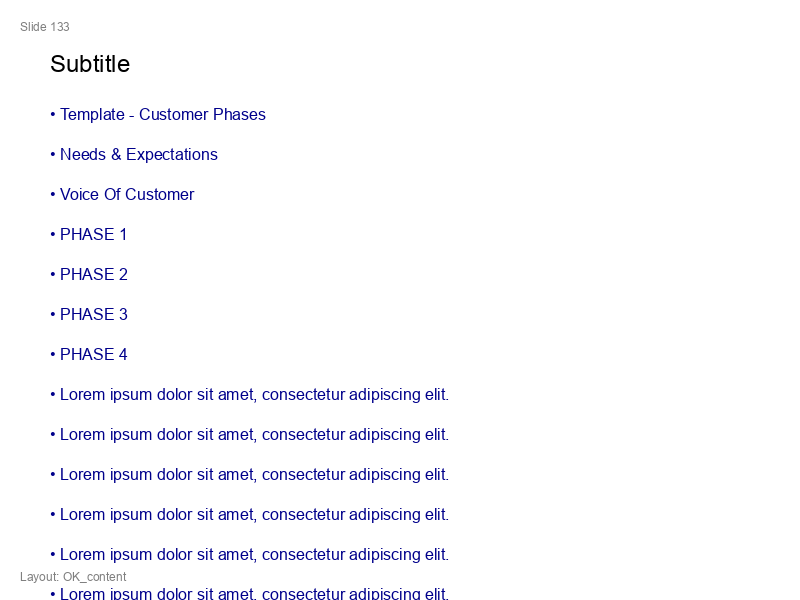 Slide 133
Subtitle
• Template - Customer Phases
• Needs & Expectations
• Voice Of Customer
• PHASE 1
• PHASE 2
• PHASE 3
• PHASE 4
• Lorem ipsum dolor sit amet, consectetur adipiscing elit.
• Lorem ipsum dolor sit amet, consectetur adipiscing elit.
• Lorem ipsum dolor sit amet, consectetur adipiscing elit.
• Lorem ipsum dolor sit amet, consectetur adipiscing elit.
• Lorem ipsum dolor sit amet, consectetur adipiscing elit.
Layout: OK_content
• Lorem ipsum dolor sit amet, consectetur adipiscing elit.